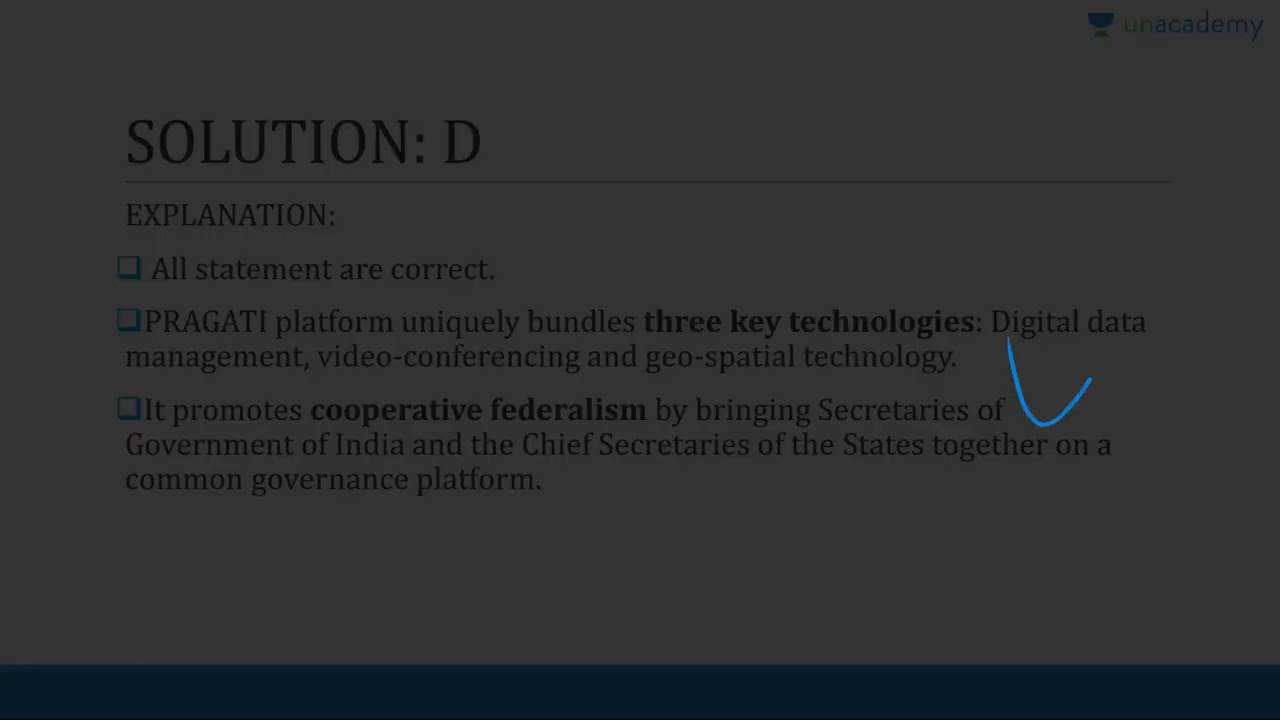 unacademy
SOLUTION: D
EXPLANATION:
All statement are correct.
PRAGATI platform uniquely bundles three key technologies: Digital data
management, video-conferencing and geo-spatial technology.
It promotes cooperative federalism by bringing Secretaries of
Government of India and the Chief Secretaries of the States together on a
common governance platform.